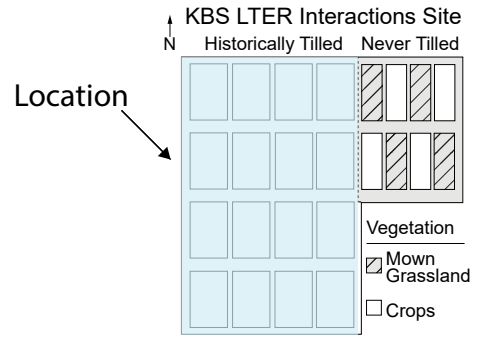 KBS LTER Interactions Site
N
Historically Tilled Never Tilled
Location
Vegetation
Mown
Grassland
Crops